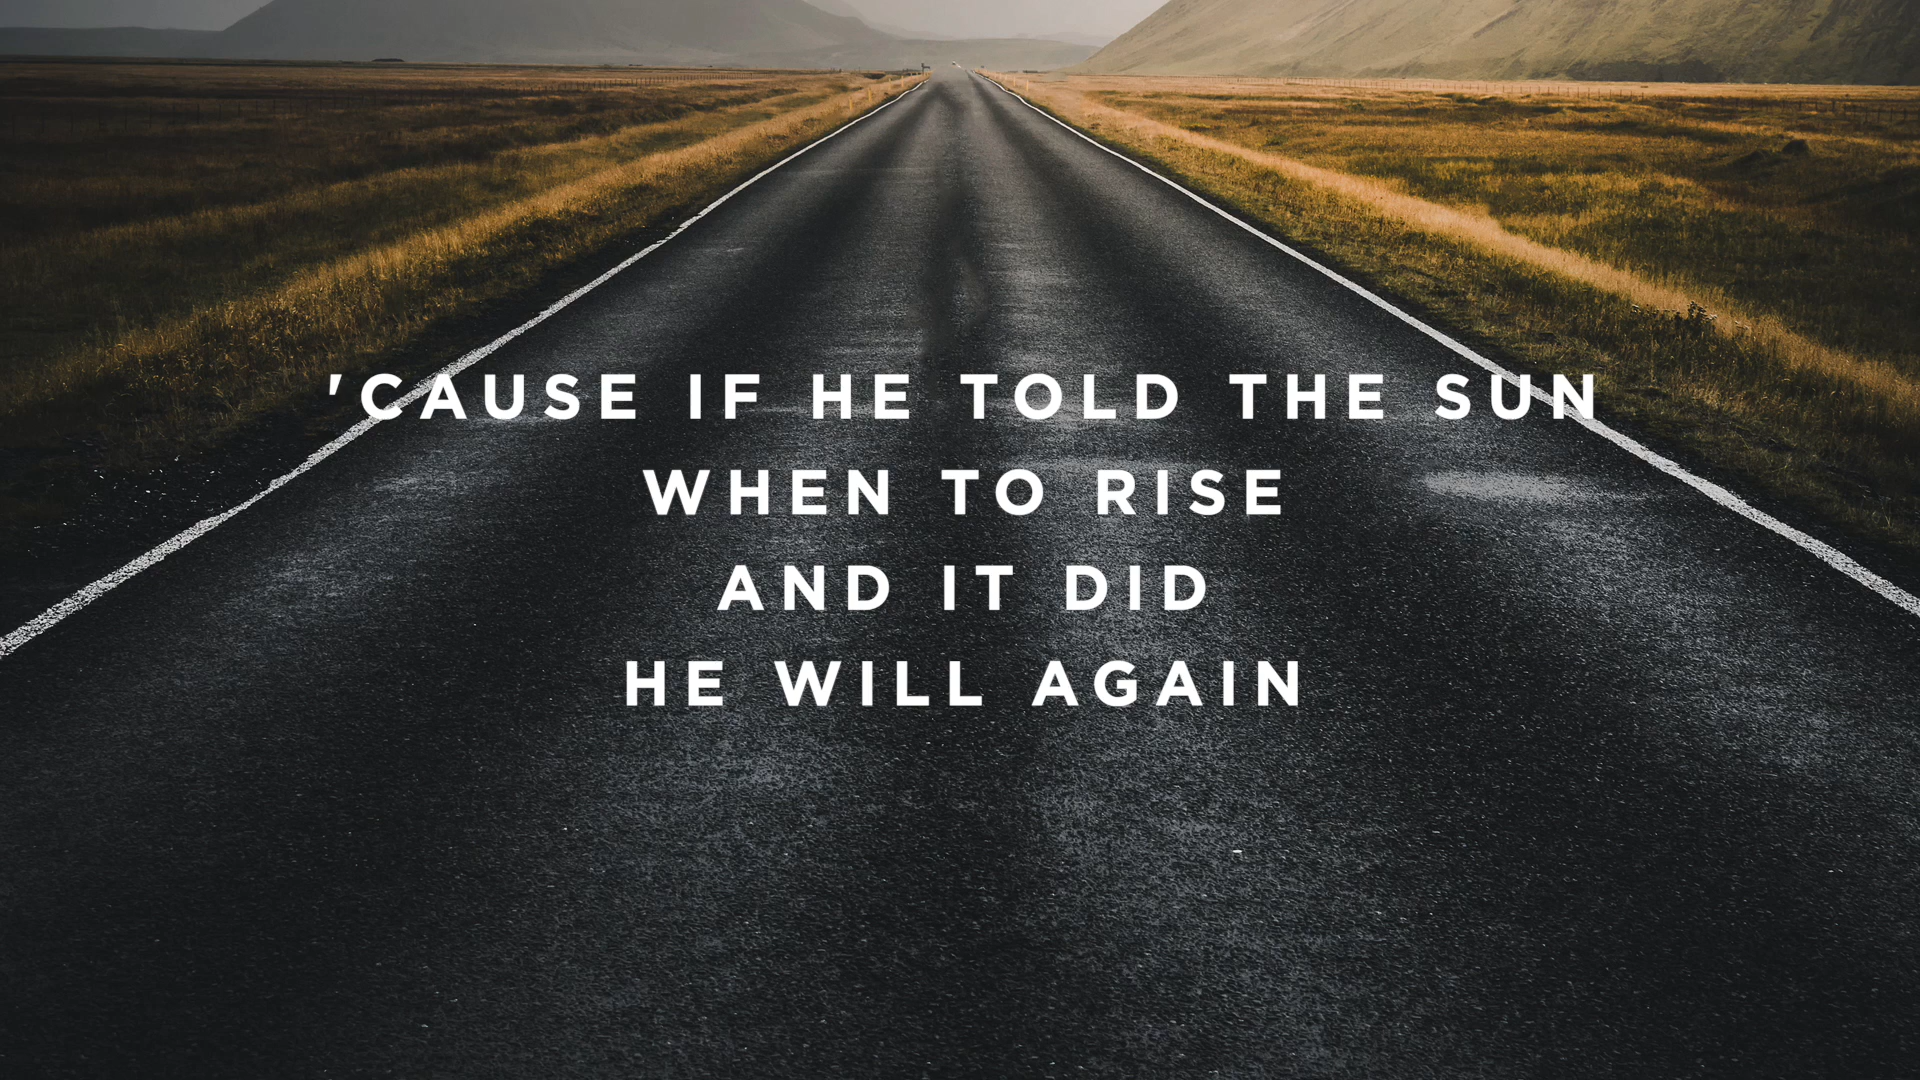 'CAUSE IF HE TOLD THE SUN
WHEN TO RISE
AND IT DID
HE WILL AGAIN